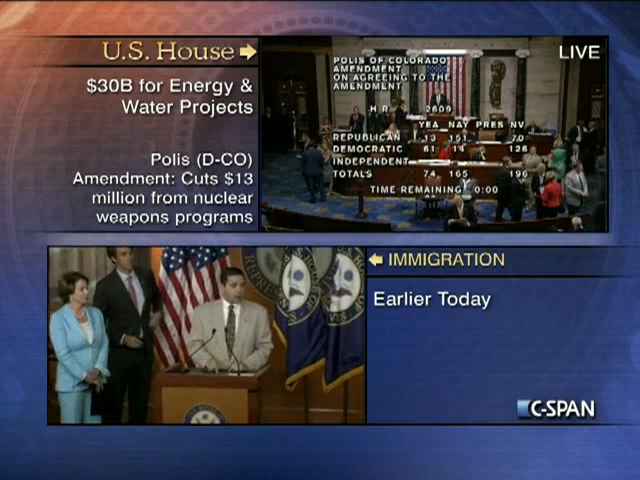 U.S. House
$30B for Energy &
Water Projects
Polis (D-CO)
Amendment: Cuts $13
million from nuclear
weapons programs
LIVE
POLIS OF COLORADO
AMENDMENT
ON AGREEING TO THE
AMENDMENT
H R 2609
YEA NAY PRES NV
REPUBLICAN 13 151 70
DEMOCRATIC 61 14 126
INDEPENDENT
TOTALS 74 165 196
TIME REMAINING 0:00
IMMIGRATION
Earlier Today
C-SPAN